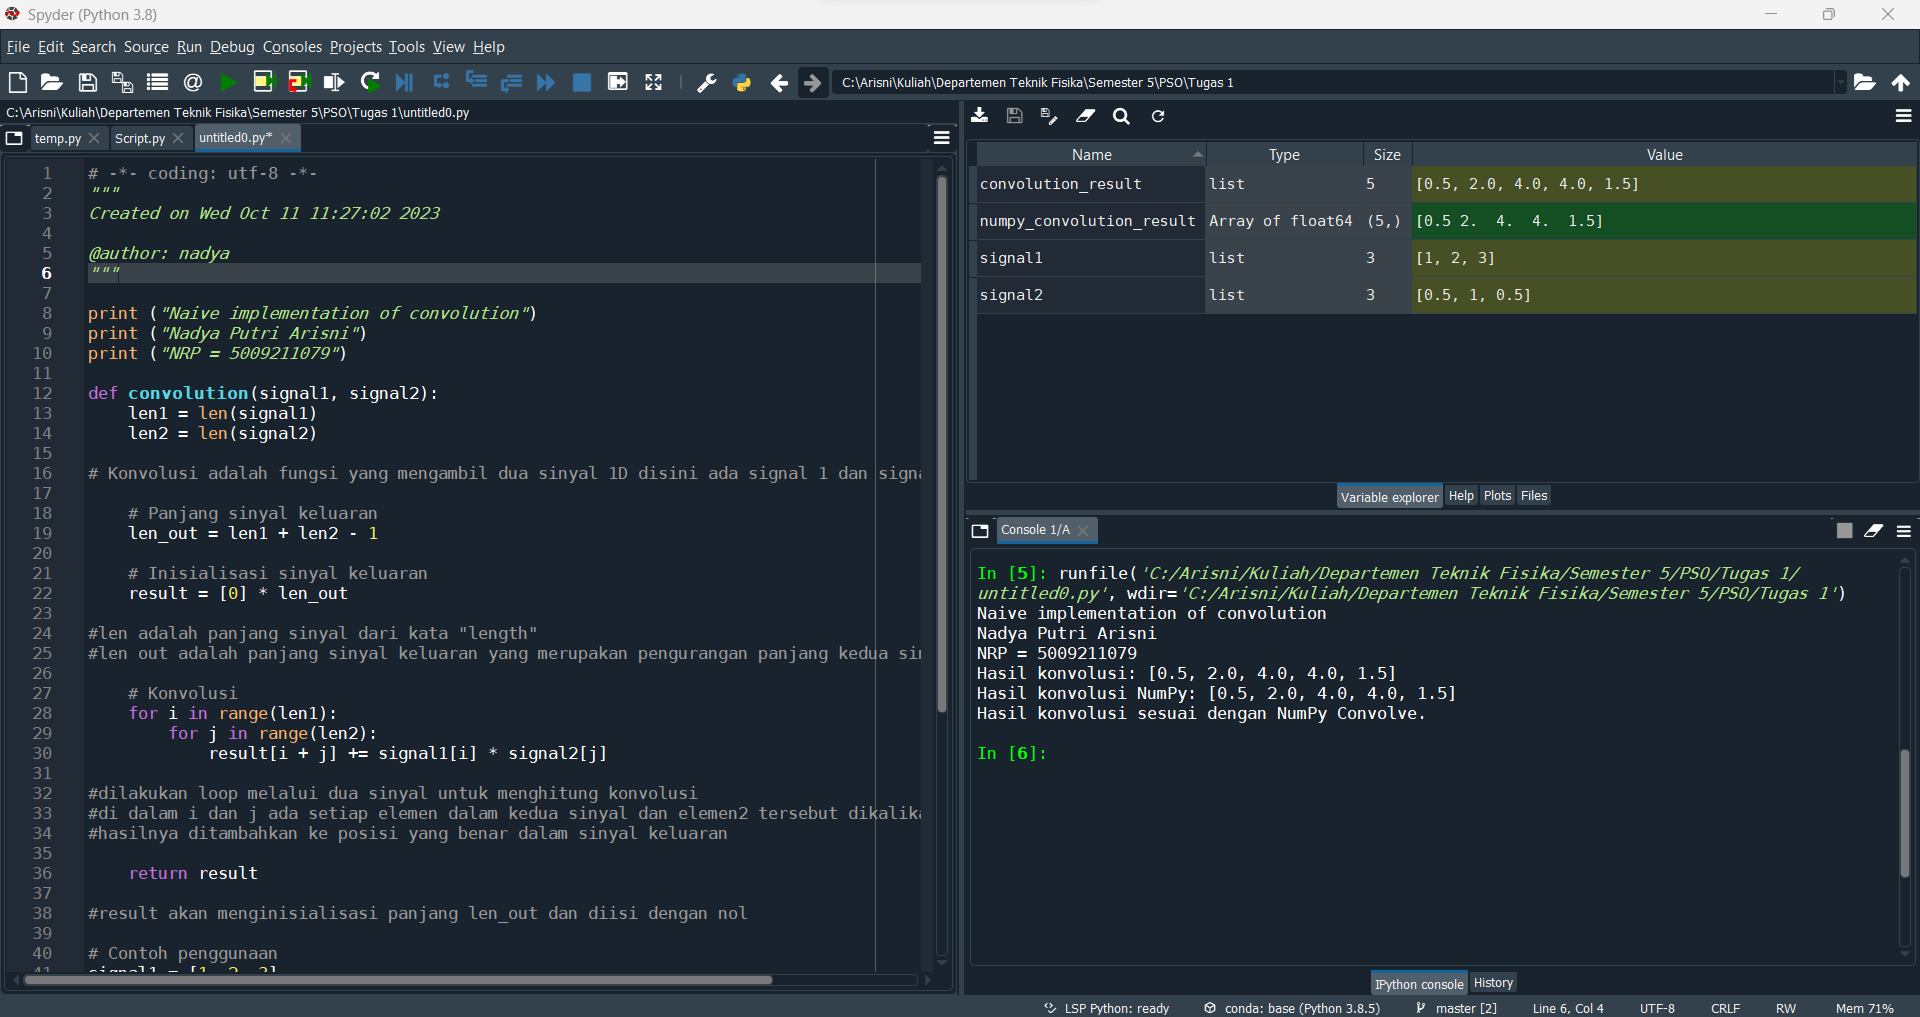 Spyder (Python 3.8)
File Edit Search Source Run Debug Consoles Projects Tools View Help
C:\Arisni\Kuliah\Departemen Teknik Fisika\Semester 5\PSO\Tugas 1
C:\Arisni\Kuliah\Departemen Teknik Fisika\Semester 5\PSO\Tugas 1\untitled0.py
temp.py Script.py untitled0.py*
1 # -*- coding: utf-8 -*-
2 """
3 Created on Wed Oct 11 11:27:02 2023
4
5 @author: nadya
6 """
7
8 print ("Naive implementation of convolution")
9 print ("Nadya Putri Arisni")
10 print ("NRP = 5009211079")
11
12 def convolution(signal1, signal2):
13 len1 = len(signal1)
14 len2 = len(signal2)
15
16 # Konvolusi adalah fungsi yang mengambil dua sinyal 1D disini ada signal 1 dan signa
17
18 # Panjang sinyal keluaran
19 len_out = len1 + len2 - 1
20
21 # Inisialisasi sinyal keluaran
22 result = [0] * len_out
23
24 #len adalah panjang sinyal dari kata "length"
25 #len out adalah panjang sinyal keluaran yang merupakan pengurangan panjang kedua si
26
27 # Konvolusi
28 for i in range(len1):
29 for j in range(len2):
30 result[i + j] += signal1[i] * signal2[j]
31
32 #dilakukan loop melalui dua sinyal untuk menghitung konvolusi
33 #di dalam i dan j ada setiap elemen dalam kedua sinyal dan elemen2 tersebut dikalik
34 #hasilnya ditambahkan ke posisi yang benar dalam sinyal keluaran
35
36 return result
37
38 #result akan menginisialisasi panjang len_out dan diisi dengan nol
39
40 # Contoh penggunaan
41 signal1 = [1, 2, 3]
Name Type Size Value
convolution_result list 5 [0.5, 2.0, 4.0, 4.0, 1.5]
numpy_convolution_result Array of float64 (5,) [0.5 2. 4. 4. 1.5]
signal1 list 3 [1, 2, 3]
signal2 list 3 [0.5, 1, 0.5]
Variable explorer Help Plots Files
Console 1/A
In [5]: runfile('C:/Arisni/Kuliah/Departemen Teknik Fisika/Semester 5/PSO/Tugas 1/
untitled0.py', wdir='C:/Arisni/Kuliah/Departemen Teknik Fisika/Semester 5/PSO/Tugas 1')
Naive implementation of convolution
Nadya Putri Arisni
NRP = 5009211079
Hasil konvolusi: [0.5, 2.0, 4.0, 4.0, 1.5]
Hasil konvolusi NumPy: [0.5, 2.0, 4.0, 4.0, 1.5]
Hasil konvolusi sesuai dengan NumPy Convolve.
In [6]:
IPython console History
LSP Python: ready conda: base (Python 3.8.5) master [2] Line 6, Col 4 UTF-8 CRLF RW Mem 71%